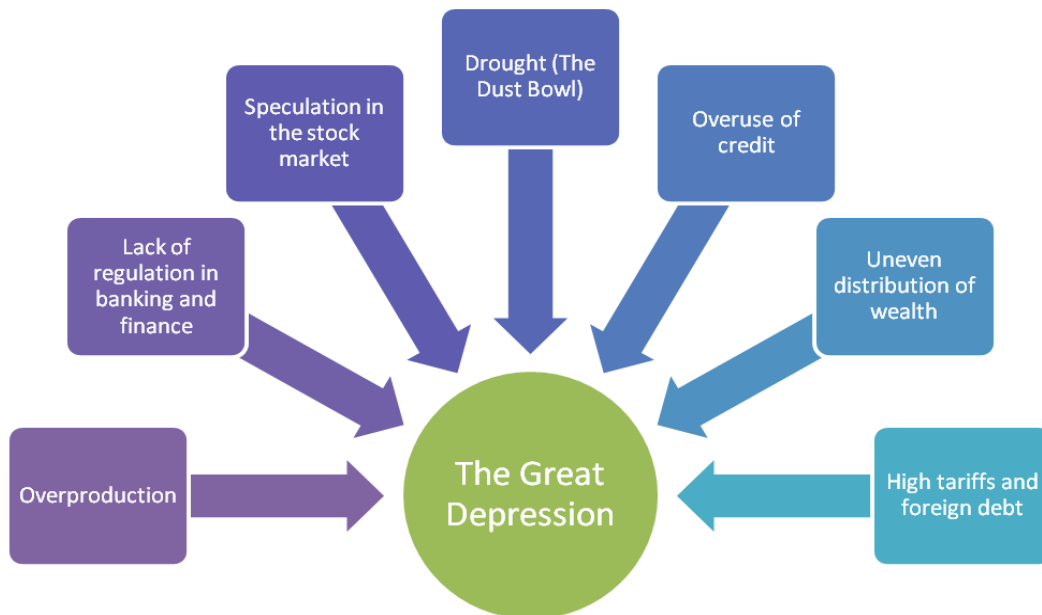 Drought (The
Dust Bowl)
Speculation in
the stock
market
Overuse of
credit
Lack of
regulation in
banking and
finance
Uneven
distribution of
wealth
Overproduction
The Great
Depression
High tariffs and
foreign debt